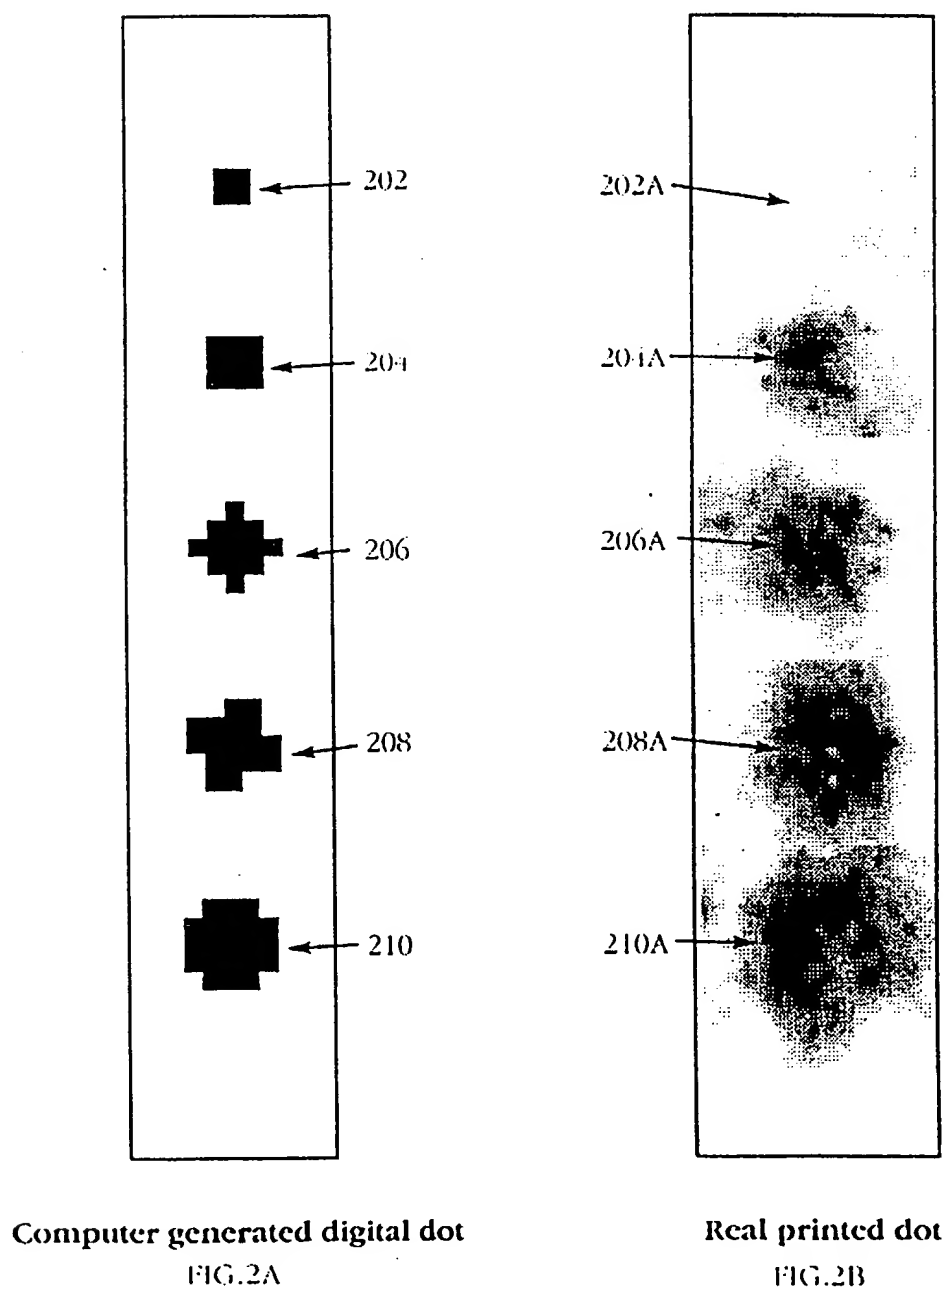 202
202A
204
204A
206
206A
208
208A
210
210A
Computer generated digital dot
Real printed dot
FIG.2A
FIG.2B